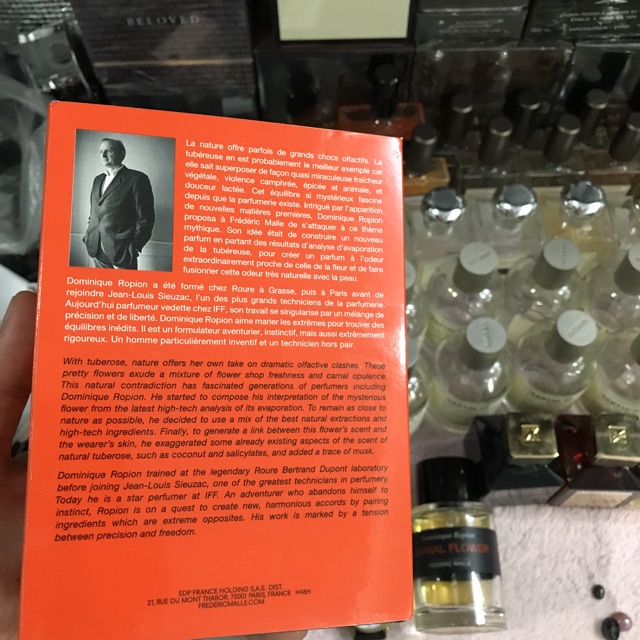 BELOVED
La nature offre parfois de grands chocs olfactifs. La
tubéreuse en est probablement le meilleur exemple car
elle sait superposer de façon quasi miraculeuse fraîcheur
végétale, violence camphrée, épicée et animale, et
douceur lactée. Cet équilibre si mystérieux fascine
depuis que la parfumerie existe. Intrigué par l'apparition
de nouvelles matières premières, Dominique Ropion
proposa à Frédéric Malle de s'attaquer à ce thème
mythique. Son idée était de construire un nouveau
parfum en partant des résultats d'analyse d'évaporation
de la tubéreuse, pour créer un parfum à l'odeur
extraordinairement proche de celle de la fleur et de faire
fusionner cette odeur très naturelle avec la peau.
Dominique Ropion a été formé chez Roure à Grasse, puis à Paris avant de
rejoindre Jean-Louis Sieuzac, l'un des plus grands techniciens de la parfumerie.
Aujourd'hui parfumeur vedette chez IFF, son travail se singularise par un mélange de
précision et de liberté. Dominique Ropion aime marier les extrêmes pour trouver des
équilibres inédits. Il est un formulateur aventurier, instinctif, mais aussi extrêmement
rigoureux. Un homme particulièrement inventif et un technicien hors pair.
With tuberose, nature offers her own take on dramatic olfactive clashes. These
pretty flowers exude a mixture of flower shop freshness and carnal opulence.
This natural contradiction has fascinated generations of perfumers including
Dominique Ropion. He started to compose his interpretation of the mysterious
flower from the latest high-tech analysis of its evaporation. To remain as close to
nature as possible, he decided to use a mix of the best natural extractions and
high-tech ingredients. Finally, to generate a link between this flower's scent and
the wearer's skin, he exaggerated some already existing aspects of the scent of
natural tuberose, such as coconut and salicylates, and added a trace of musk.
Dominique Ropion trained at the legendary Roure Bertrand Dupont laboratory
before joining Jean-Louis Sieuzac, one of the greatest technicians in perfumery.
Today he is a star perfumer at IFF. An adventurer who abandons himself to
instinct, Ropion is on a quest to create new, harmonious accords by pairing
ingredients which are extreme opposites. His work is marked by a tension
between precision and freedom.
EDP FRANCE HOLDING S.A.S. DIST.
21, RUE DU MONT THABOR, 75001 PARIS, FRANCE H48H
FREDERICMALLE.COM
Dominique Ropion
FLOWER
FREDERIC MALLE